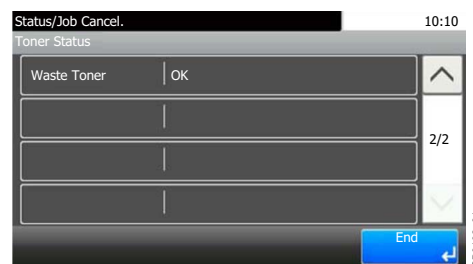 Status/Job Cancel. 10:10
Toner Status
Waste Toner OK
2/2
End